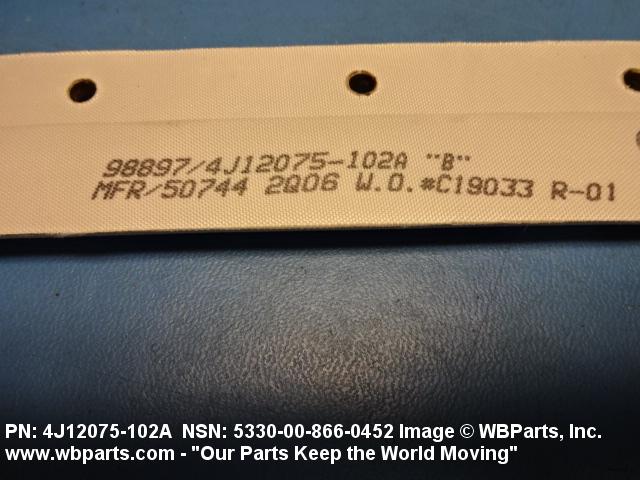 98897/4J12075-102A "B"
MFR/50744 2Q06 W.O.#C19033 R-01
PN: 4J12075-102A NSN: 5330-00-866-0452 Image © WBParts, Inc.
www.wbparts.com - "Our Parts Keep the World Moving"